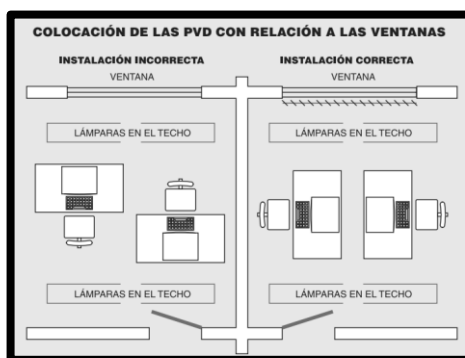 COLOCACIÓN DE LAS PVD CON RELACIÓN A LAS VENTANAS
INSTALACIÓN INCORRECTA
VENTANA
LÁMPARAS EN EL TECHO
LÁMPARAS EN EL TECHO
INSTALACIÓN CORRECTA
VENTANA
LÁMPARAS EN EL TECHO
LÁMPARAS EN EL TECHO